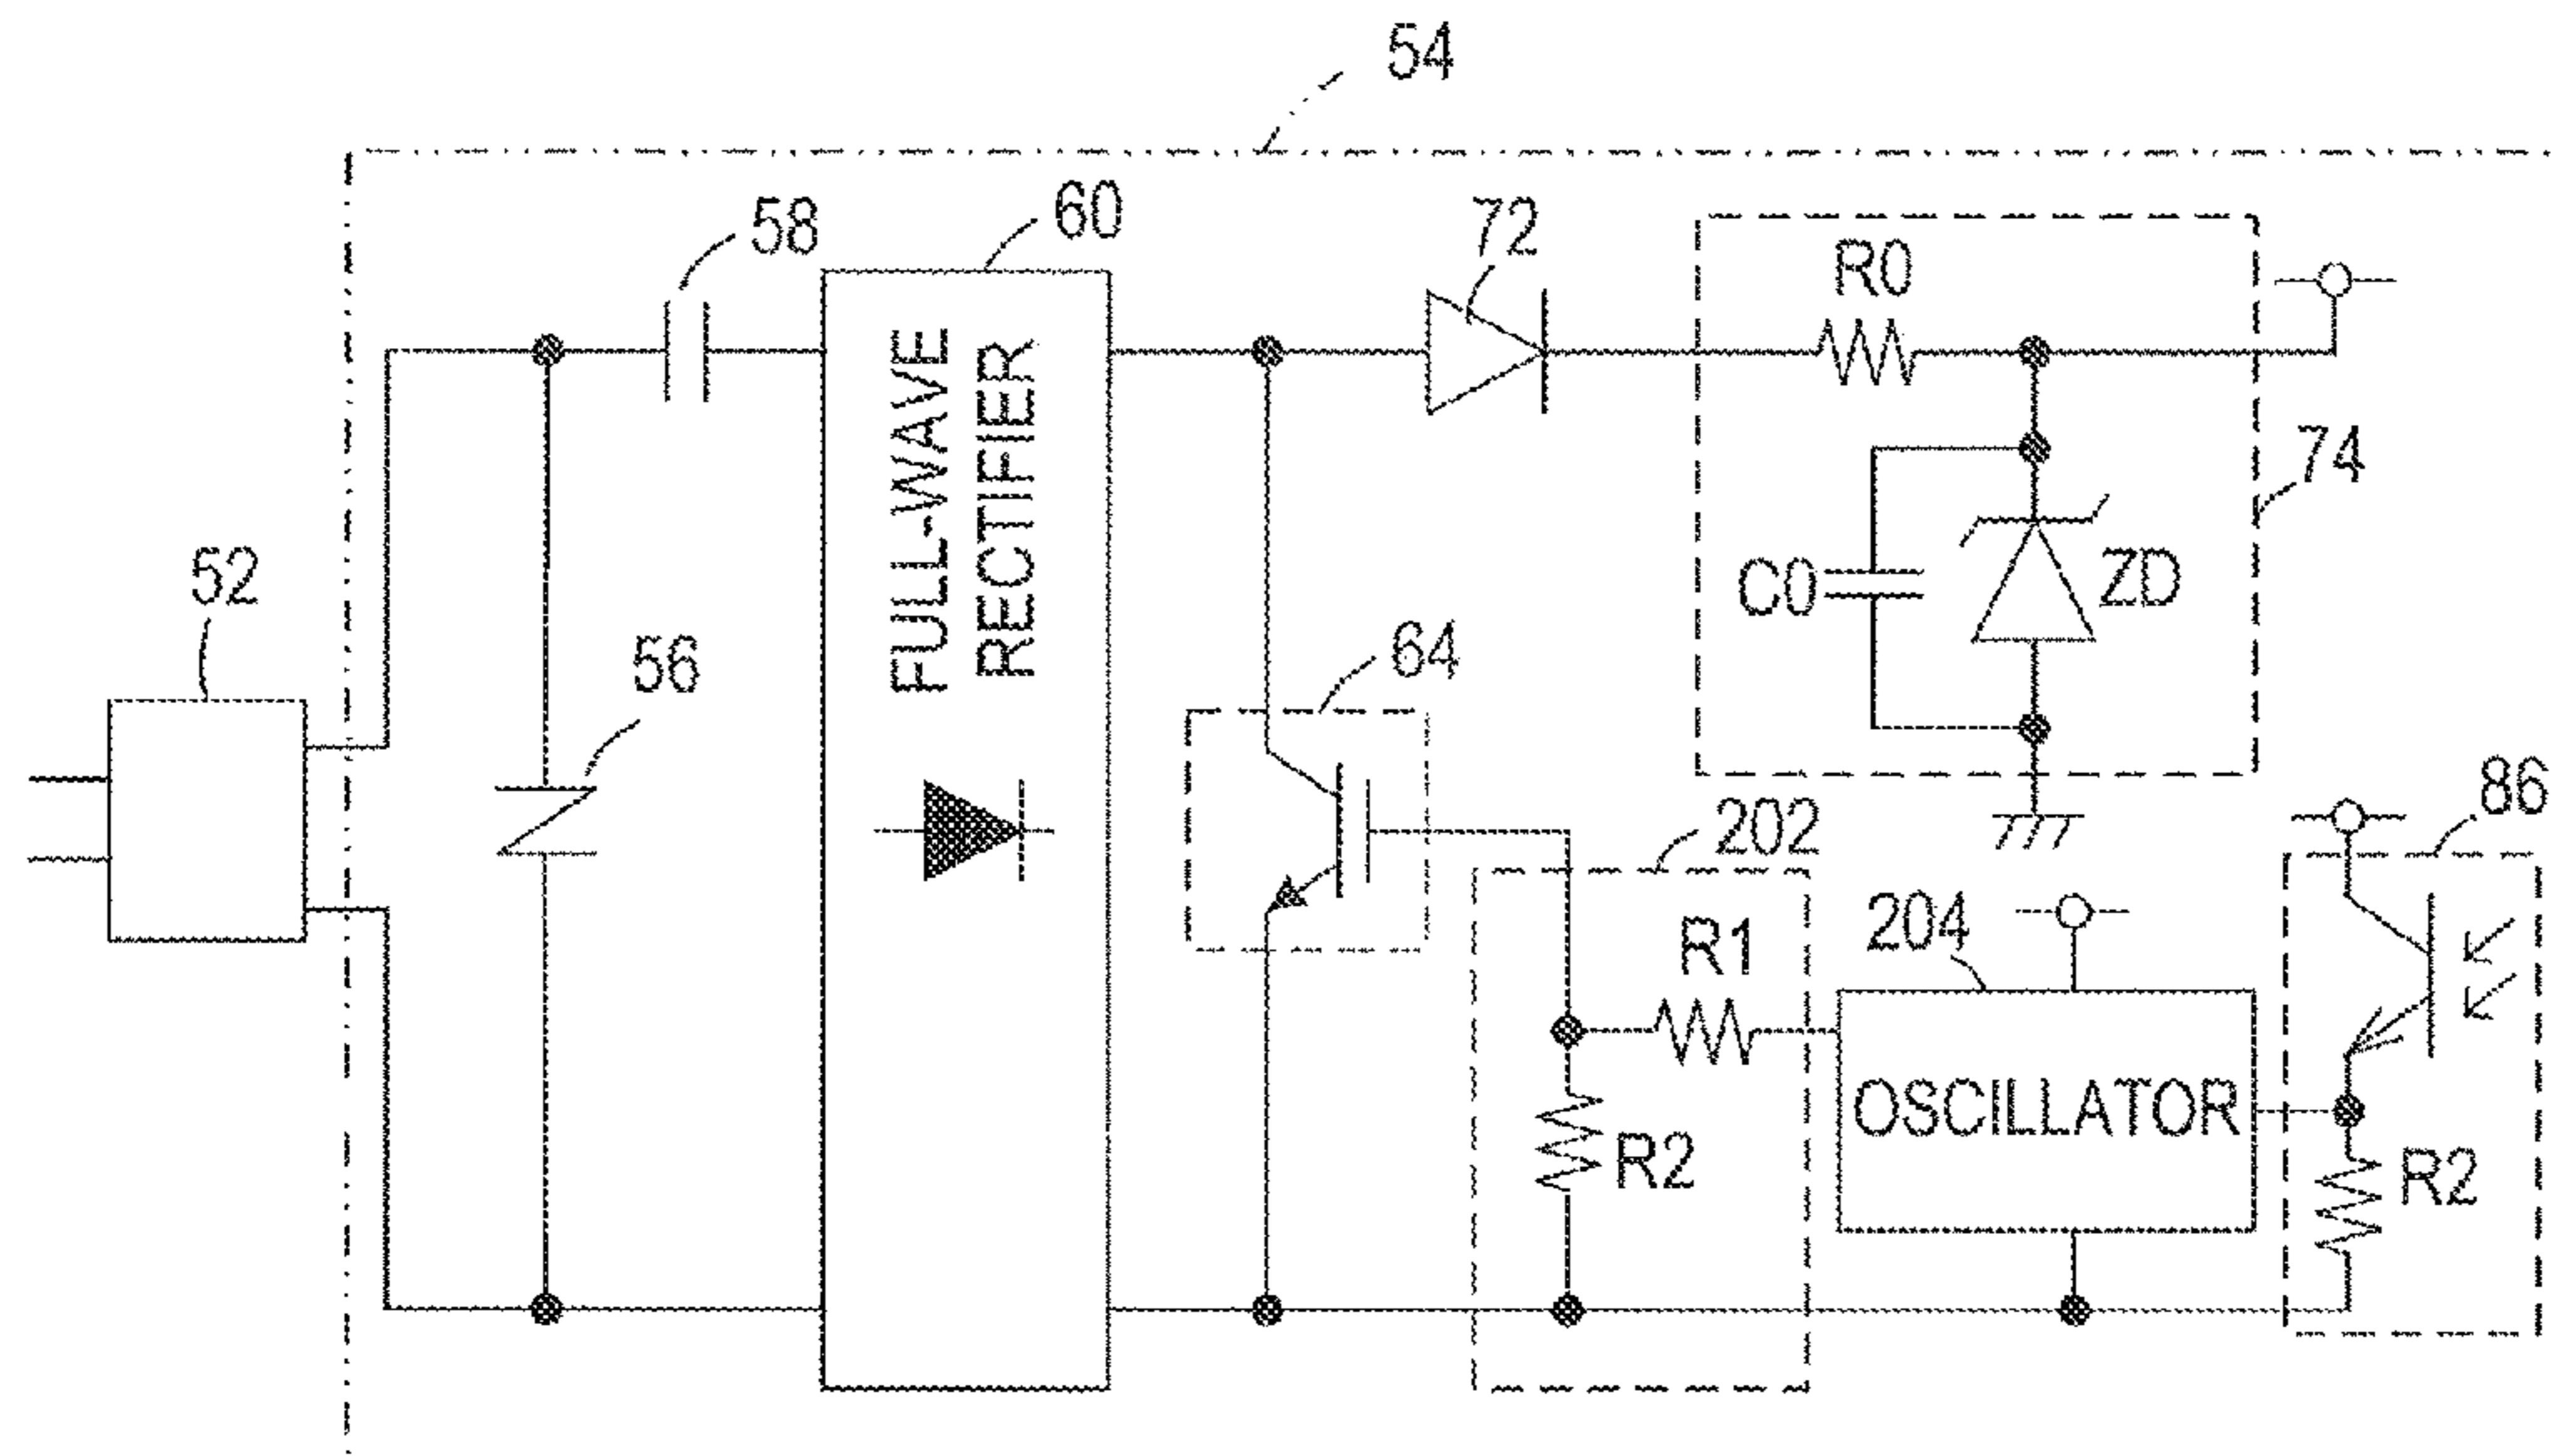 54
58
60
72
R0
FULL-WAVE
RECTIFIER
74
52
56
64
C0
ZD
202
86
204
R1
OSCILLATOR
R2
R2